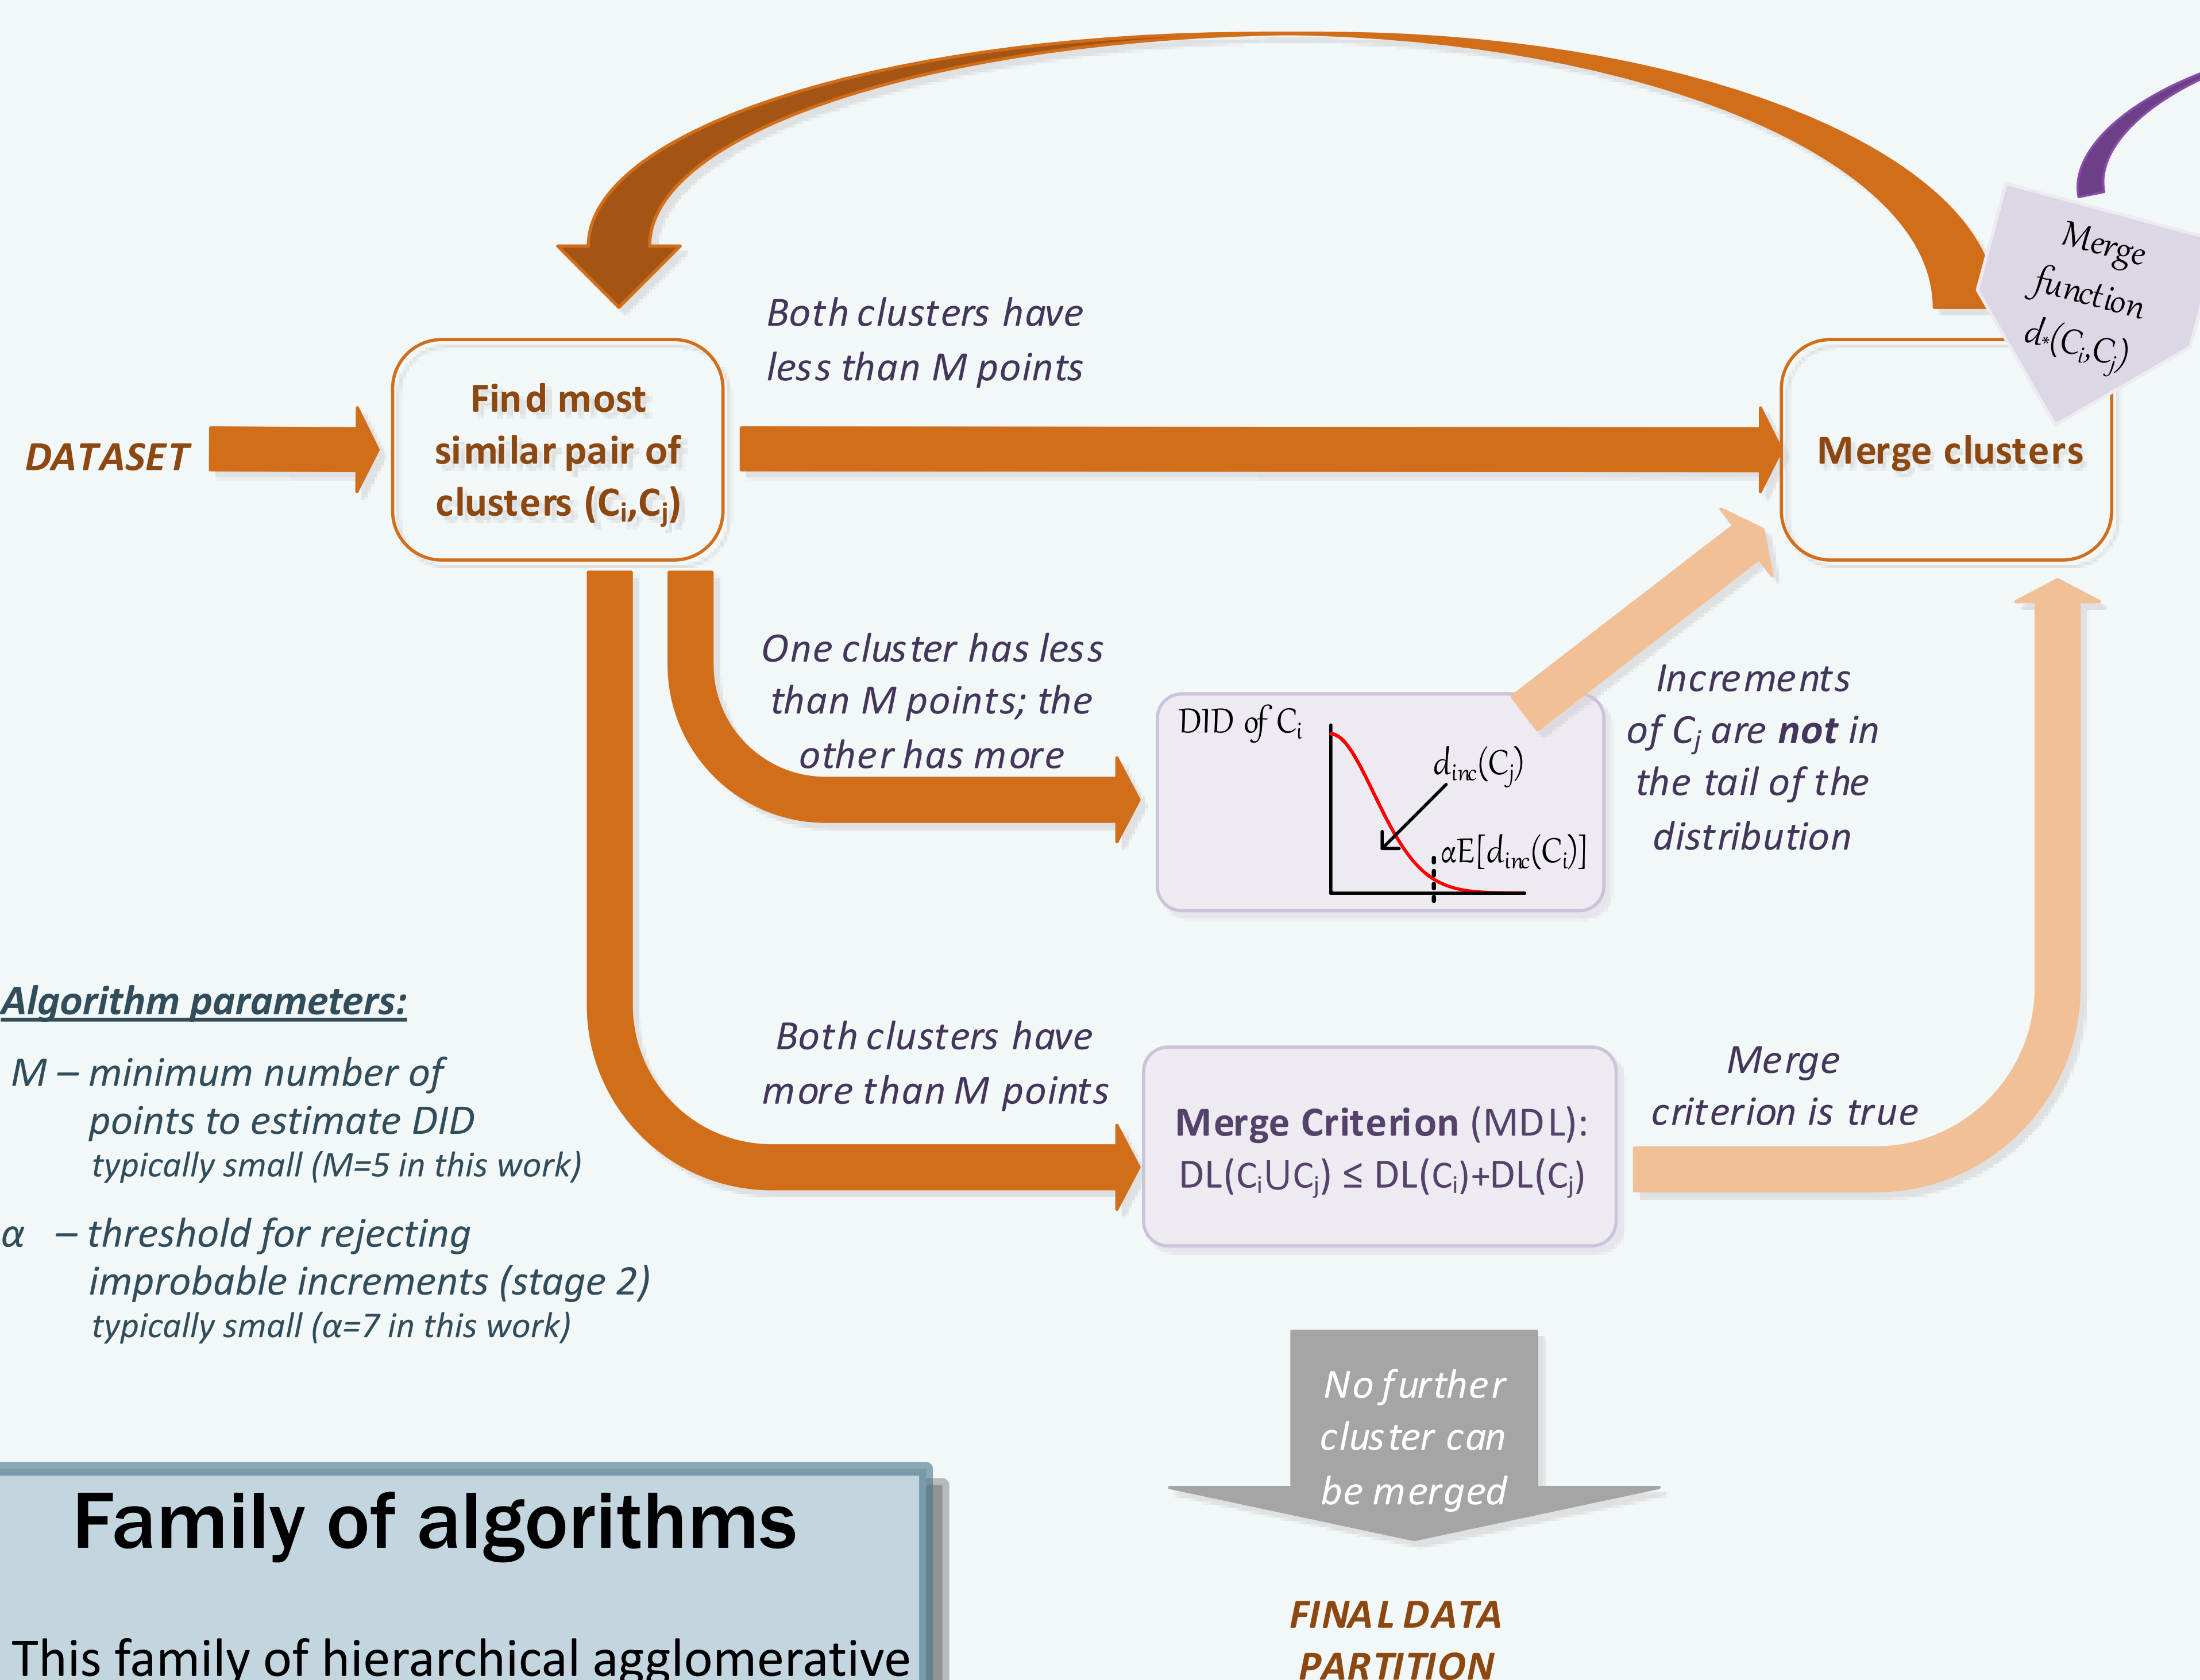 Merge
function
d*(Ci,Cj)
Both clusters have
less than M points
DATASET
Find most
similar pair of
clusters (Ci,Cj)
Merge clusters
One cluster has less
than M points; the
other has more
DID of Ci
dinc(Cj)
αE[dinc(Ci)]
Increments
of Cj are not in
the tail of the
distribution
Algorithm parameters:
M – minimum number of
points to estimate DID
typically small (M=5 in this work)
α – threshold for rejecting
improbable increments (stage 2)
typically small (α=7 in this work)
Both clusters have
more than M points
Merge Criterion (MDL):
DL(Ci∪Cj) ≤ DL(Ci)+DL(Cj)
Merge
criterion is true
No further
cluster can
be merged
FINAL DATA
PARTITION
Family of algorithms
This family of hierarchical agglomerative